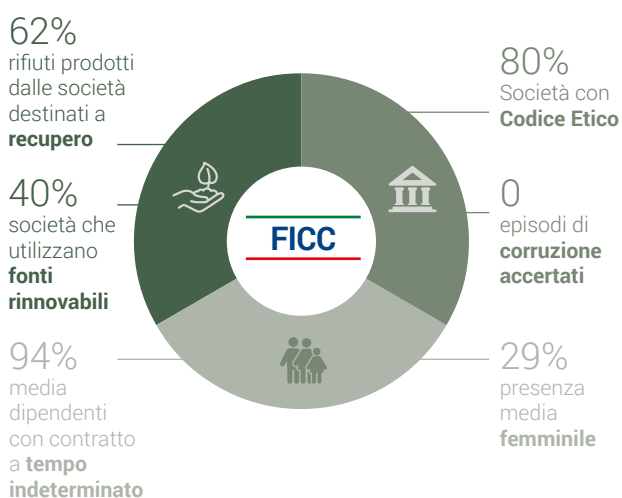 62%
rifiuti prodotti
dalle società
destinati a
recupero
40%
società che
utilizzano
fonti
rinnovabili
94%
media
dipendenti
con contratto
a tempo
indeterminato
FICC
80%
Società con
Codice Etico
0
episodi di
corruzione
accertati
29%
presenza
media
femminile